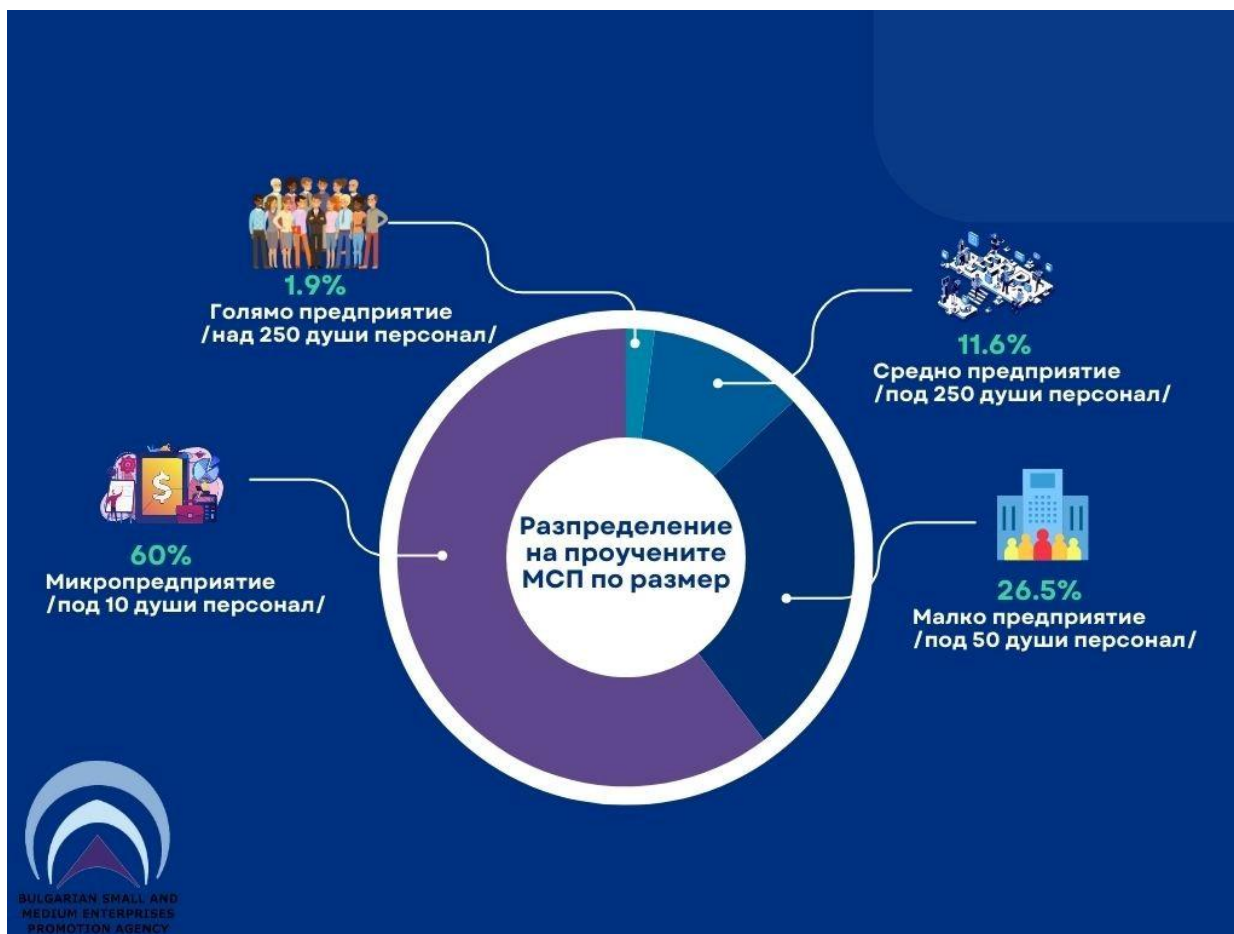 1.9%
Голямо предприятие
/над 250 души персонал/
11.6%
Средно предприятие
/под 250 души персонал/
60%
Микропредприятие
/под 10 души персонал/
Разпределение
на проучените
МСП по размер
26.5%
Малко предприятие
/под 50 души персонал/
BULGARIAN SMALL AND
MEDIUM ENTERPRISES
PROMOTION AGENCY